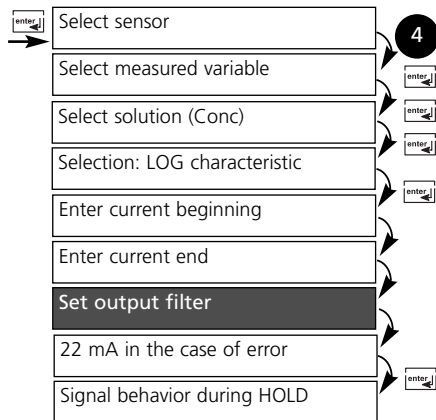 enter
Select sensor
4
Select measured variable
enter
enter
Select solution (Conc)
enter
Selection: LOG characteristic
enter
Enter current beginning
Enter current end
Set output filter
22 mA in the case of error
enter
Signal behavior during HOLD